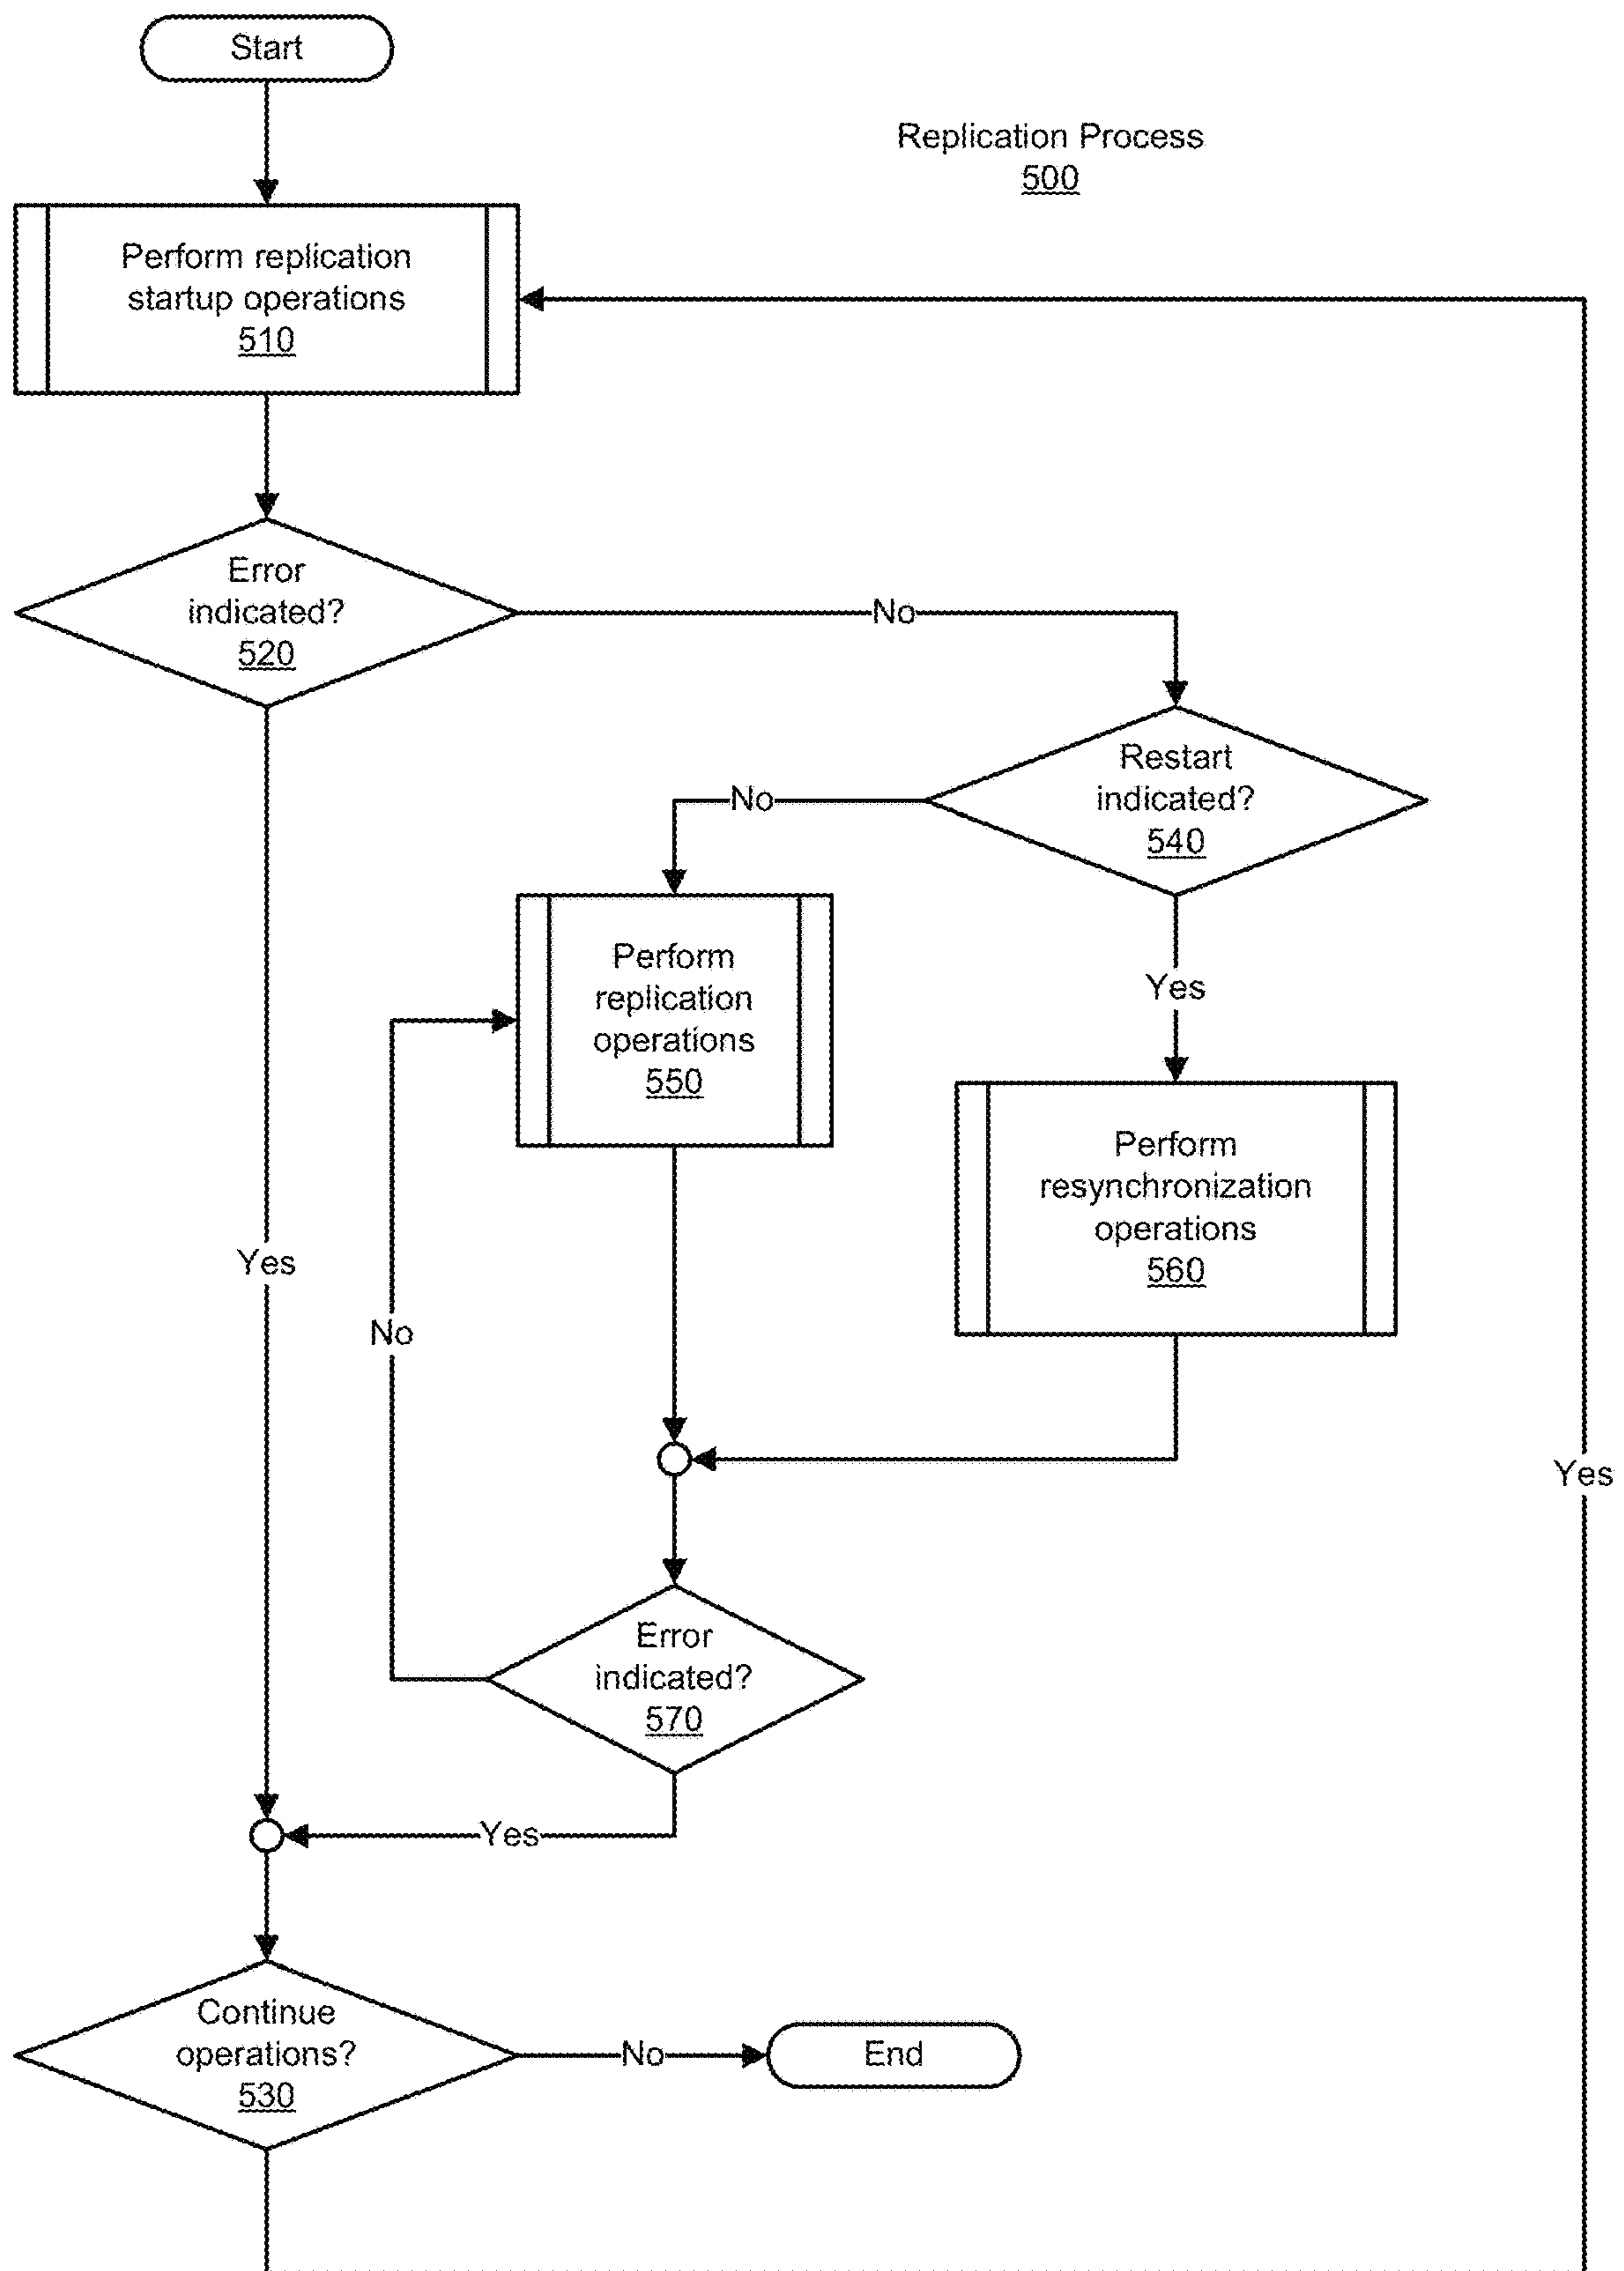 Start
Replication Process
500
Perform replication
startup operations
510
Error
indicated?
520
No
Restart
indicated?
540
No
Perform
replication
operations
550
Yes
Perform
resynchronization
operations
560
Yes
No
Yes
Error
indicated?
570
Yes
Continue
operations?
530
No
End